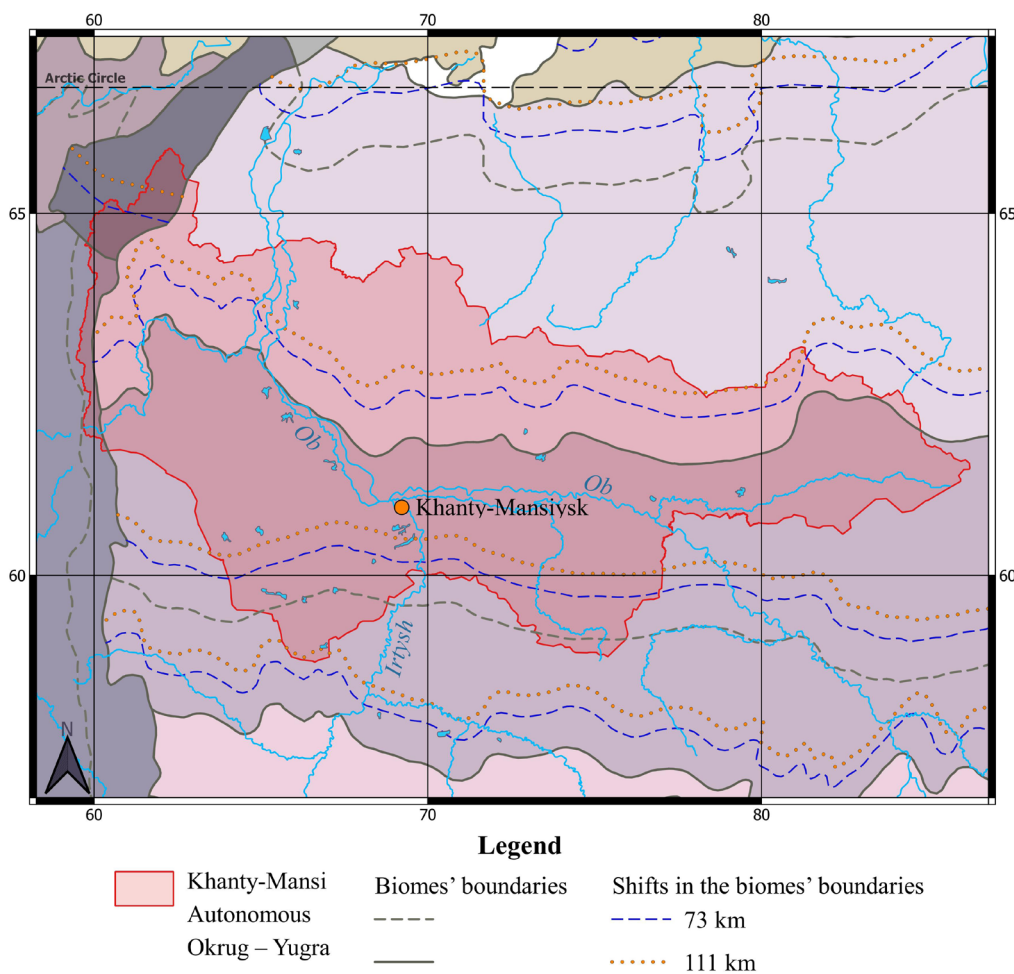 60 70 80
Arctic Circle
65 65
Ob
Ob
Khanty-Mansiysk
60 60
Irtysh
N
60 70 80
Legend
Khanty-Mansi
Autonomous
Okrug – Yugra
Biomes’ boundaries
Shifts in the biomes’ boundaries
73 km
111 km